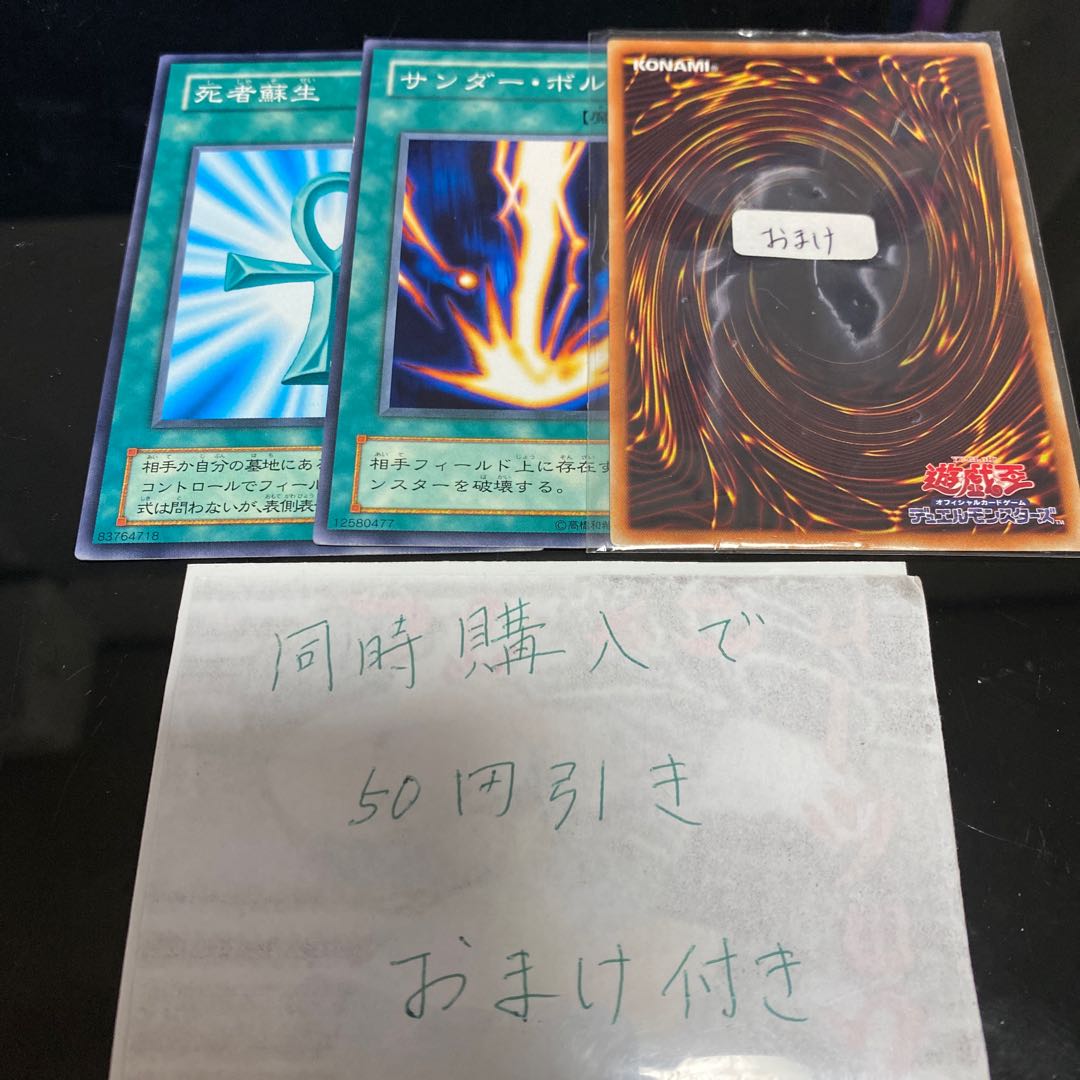 死者蘇生
相手か自分の墓地にあ
コントロールでフィール
式は問わないが、表側表
83764718
サンダー・ボル
相手フィールド上に存在
ンスターを破壊する。
12580477
©高橋和希
KONAMI
おまけ
遊戯王
オフィシャルカードゲーム
デュエルモンスターズ™
同時購入で
50円引き
おまけ付き